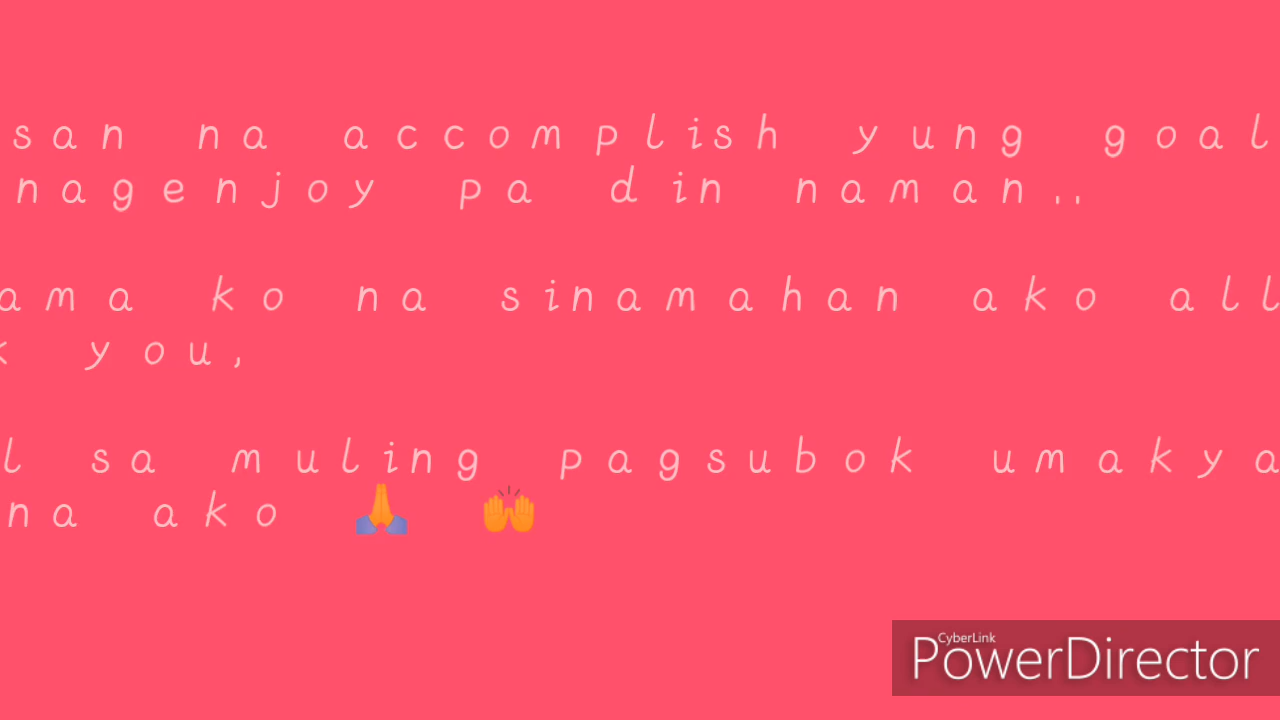 san na accomplish yung goal
nagenjoy pa din naman..
ama ko na sinamahan ako all
k you,
l sa muling pagsubok umakya
na ako 🙏 🙌
CyberLink
PowerDirector